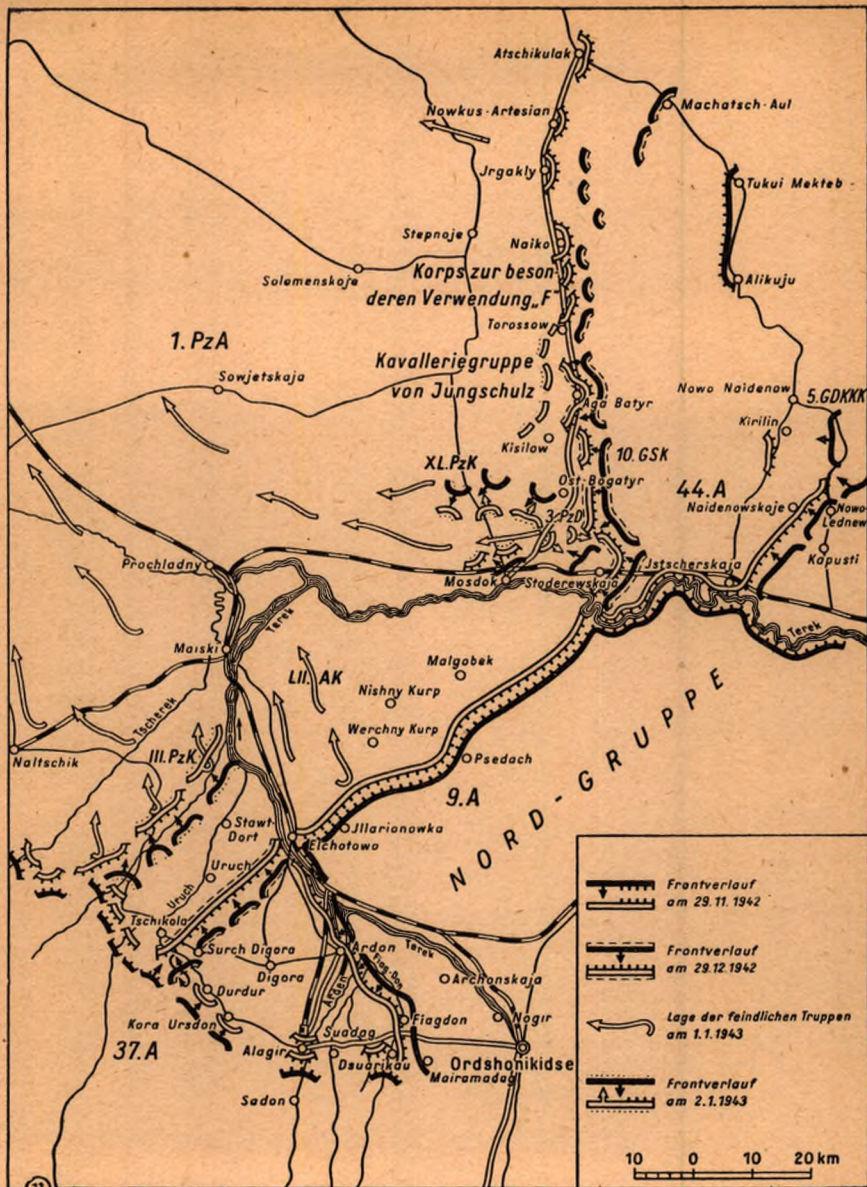 Atschikulak
Machatsch-Aul
Nowkus-Artesian
Jrgakly
Tukui Mekteb
Stepnoje
Naiko
Solomenskoje
Korps zur beson-
deren Verwendung „F"
Alikuju
Torossow
1. PzA
Kavalleriegruppe
von Jungschulz
Sowjetskaja
Nowo Naidenow
5. GDKKK
Aga Batyr
Kirilin
Kisilow
10. GSK
XL. PzK
Ost-Bogatyr
44. A
Naidenowskoje
Nowo-
Lednew
3. PzD
Kapusti
Prochladny
Mosdok
Stoderewskaja
Jstscherskaja
Terek
Terek
Maiski
LII. AK
Malgobek
Nishny Kurp
Tscherek
Werchny Kurp
Naltschik
III. PzK
Psedach
9. A
NORD-GRUPPE
Stawt-
Dort
Jllarionowka
Elchotowo
Uruch
Uruch
Tschikola
Surch Digora
Digora
Ardon
Terek
Fiag-Don
Archonskaja
Durdur
Ardon
Kora Ursdon
Suadag
Fiagdon
Nogir
37. A
Alagir
Dsuarikau
Mairamadag
Ordshonikidse
Sadon
Frontverlauf
am 29.11.1942
Frontverlauf
am 29.12.1942
Lage der feindlichen Truppen
am 1.1.1943
Frontverlauf
am 2.1.1943
10 0 10 20 km